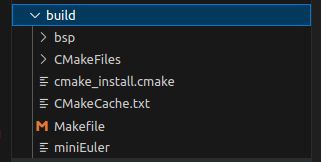 build
bsp
CMakeFiles
cmake_install.cmake
CMakeCache.txt
Makefile
miniEuler